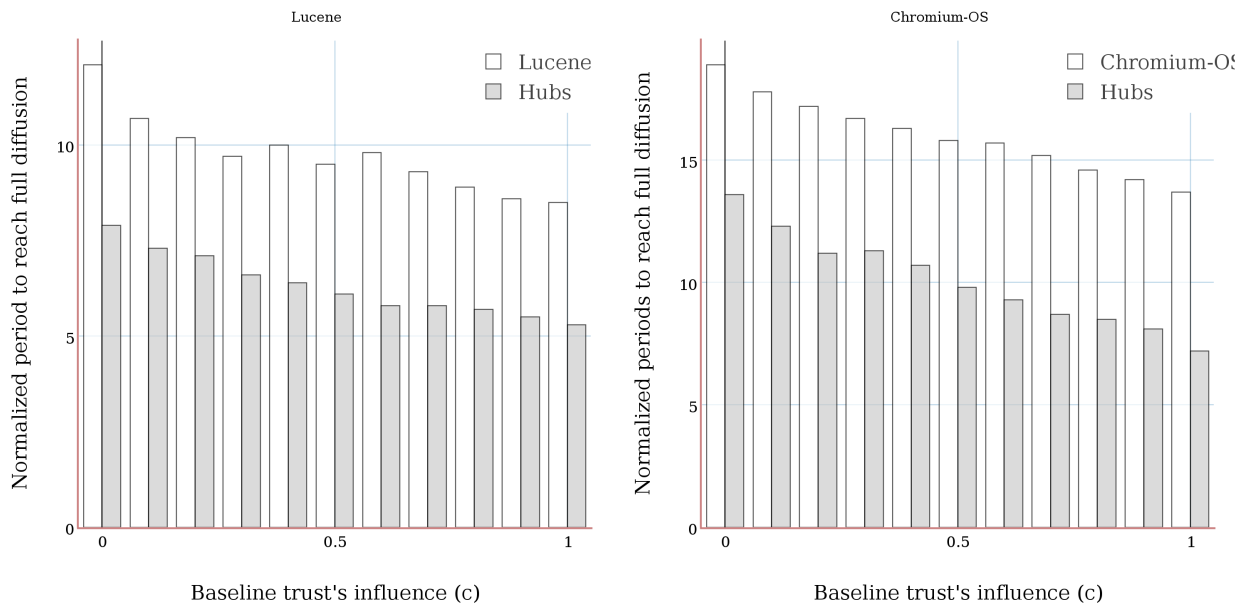 Lucene
Normalized period to reach full diffusion
Lucene
Hubs
10
5
0
0
0.5
1
Baseline trust's influence (c)
Chromium-OS
Normalized periods to reach full diffusion
Chromium-OS
Hubs
15
10
5
0
0
0.5
1
Baseline trust's influence (c)